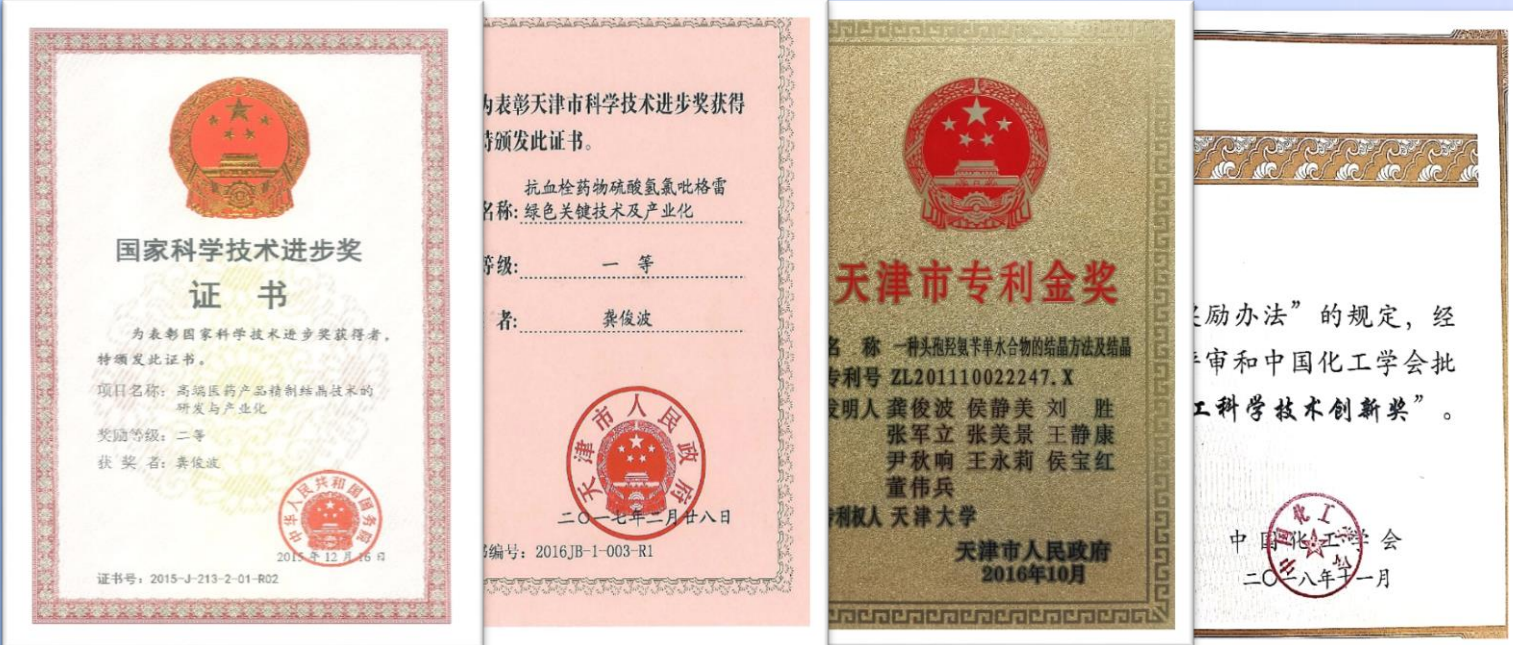 国家科学技术进步奖
证 书
为表彰国家科学技术进步奖获得者，
特颁发此证书。
项目名称：高端医药产品精制结晶技术的
研发与产业化
奖励等级：二等
获 奖 者：龚俊波
中华人民共和国国务院
2015年12月16日
证书号：2015-J-213-2-01-R02
为表彰天津市科学技术进步奖获得
特颁发此证书。
抗血栓药物硫酸氢氯吡格雷
名称：绿色关键技术及产业化
等级：一 等
者：龚俊波
天津市人民政府
二〇一七年二月廿八日
编号：2016JB-1-003-R1
天津市专利金奖
名 称 一种头孢羟氨苄单水合物的结晶方法及结晶
专利号 ZL201110022247.X
发明人 龚俊波 侯静美 刘 胜
张军立 张美景 王静康
尹秋响 王永莉 侯宝红
董伟兵
专利权人 天津大学
天津市人民政府
2016年10月
奖励办法”的规定，经
评审和中国化工学会批
工科学技术创新奖”。
中国化工学会
二〇一八年十一月